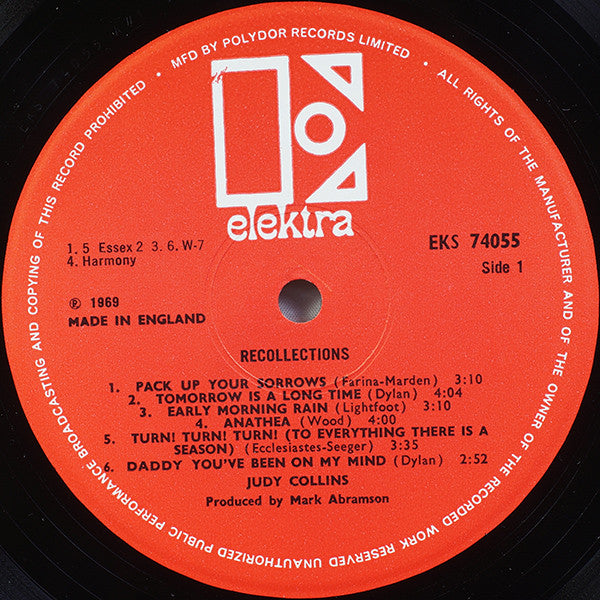 MFD BY POLYDOR RECORDS LIMITED • ALL RIGHTS OF THE MANUFACTURER AND OF THE OWNER OF THE RECORDED WORK RESERVED UNAUTHORIZED PUBLIC PERFORMANCE BROADCASTING AND COPYING OF THIS RECORD PROHIBITED •
elektra
1. 5 Essex 2 3. 6. W-7
4. Harmony
EKS 74055
Side 1
℗ 1969
MADE IN ENGLAND
RECOLLECTIONS
1. PACK UP YOUR SORROWS (Farina-Marden) 3:10
2. TOMORROW IS A LONG TIME (Dylan) 4:04
3. EARLY MORNING RAIN (Lightfoot) 3:10
4. ANATHEA (Wood) 4:00
5. TURN! TURN! TURN! (TO EVERYTHING THERE IS A
SEASON) (Ecclesiastes-Seeger) 3:35
6. DADDY YOU'VE BEEN ON MY MIND (Dylan) 2:52
JUDY COLLINS
Produced by Mark Abramson